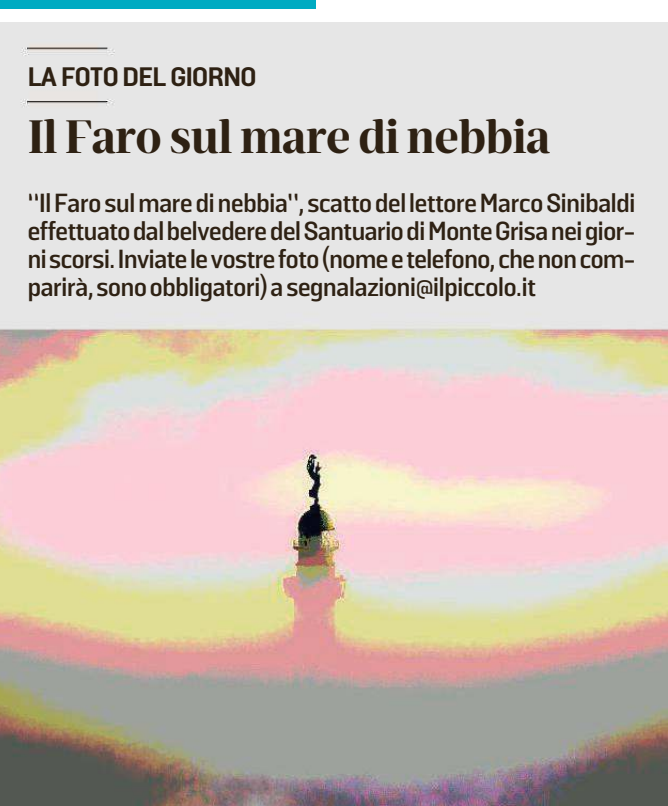 LA FOTO DEL GIORNO
Il Faro sul mare di nebbia
"Il Faro sul mare di nebbia", scatto del lettore Marco Sinibaldi
effettuato dal belvedere del Santuario di Monte Grisa nei gior-
ni scorsi. Inviate le vostre foto (nome e telefono, che non com-
parirà, sono obbligatori) a segnalazioni@ilpiccolo.it